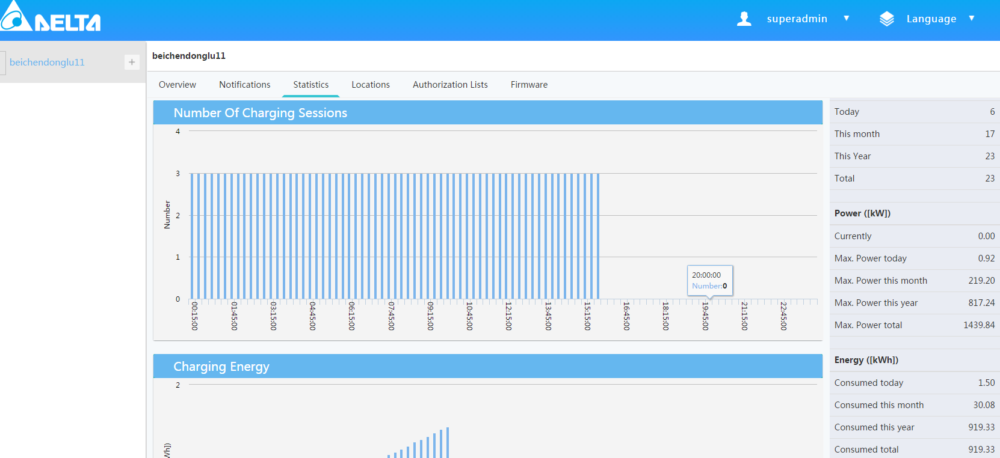 DELTA
superadmin
Language
beichendonglu11
+
beichendonglu11
Overview
Notifications
Statistics
Locations
Authorization Lists
Firmware
Number Of Charging Sessions
4
3
2
1
0
Number
00:15:00
01:45:00
03:15:00
04:45:00
06:15:00
07:45:00
09:15:00
10:45:00
12:15:00
13:45:00
15:15:00
16:45:00
18:15:00
19:45:00
21:15:00
22:45:00
20:00:00
Number:0
Charging Energy
2
Wh])
Today 6
This month 17
This Year 23
Total 23
Power ([kW])
Currently 0.00
Max. Power today 0.92
Max. Power this month 219.20
Max. Power this year 817.24
Max. Power total 1439.84
Energy ([kWh])
Consumed today 1.50
Consumed this month 30.08
Consumed this year 919.33
Consumed total 919.33